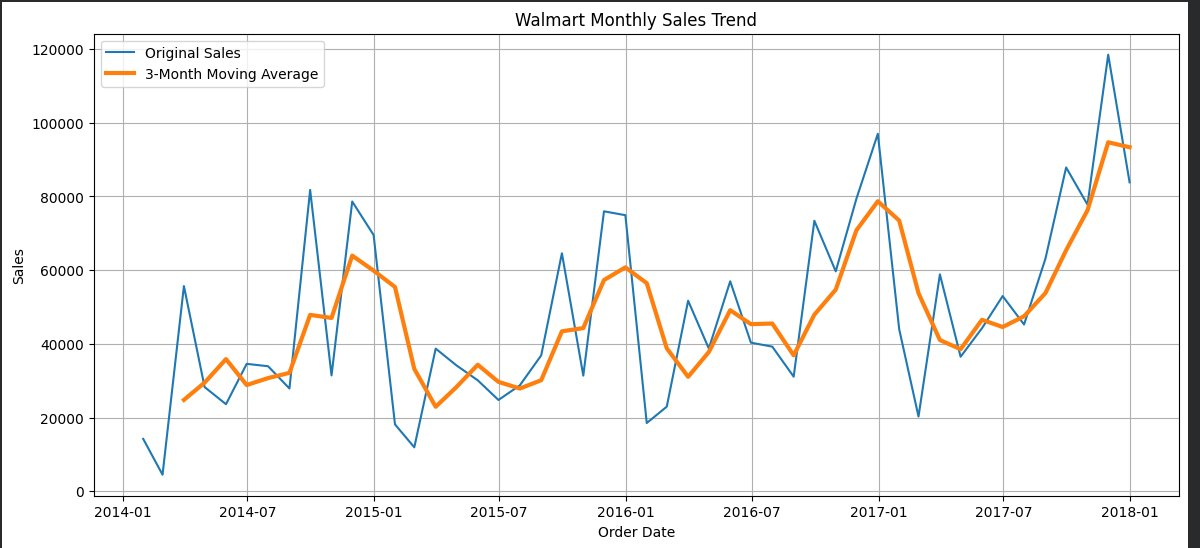 Walmart Monthly Sales Trend
Original Sales
3-Month Moving Average
120000
100000
80000
60000
40000
20000
0
Sales
2014-01 2014-07 2015-01 2015-07 2016-01 2016-07 2017-01 2017-07 2018-01
Order Date